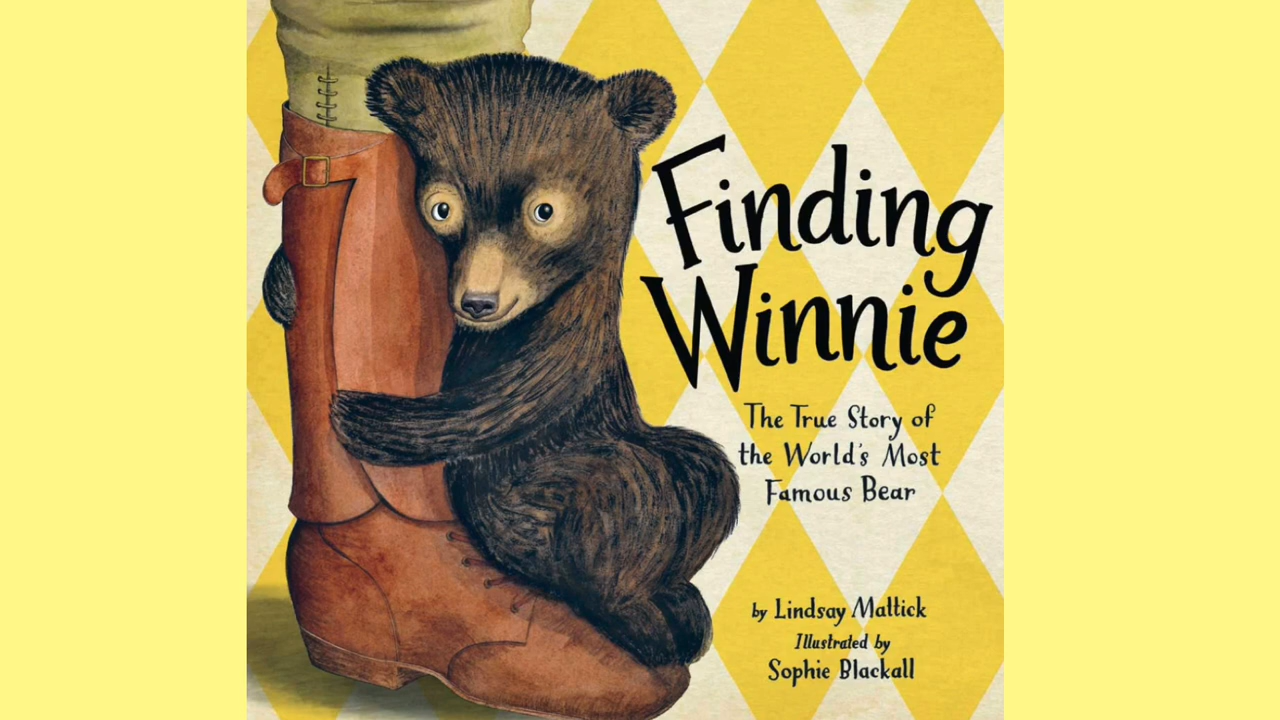 Finding
Winnie
The True Story of
the World's Most
Famous Bear
by Lindsay Mattick
Illustrated by
Sophie Blackall